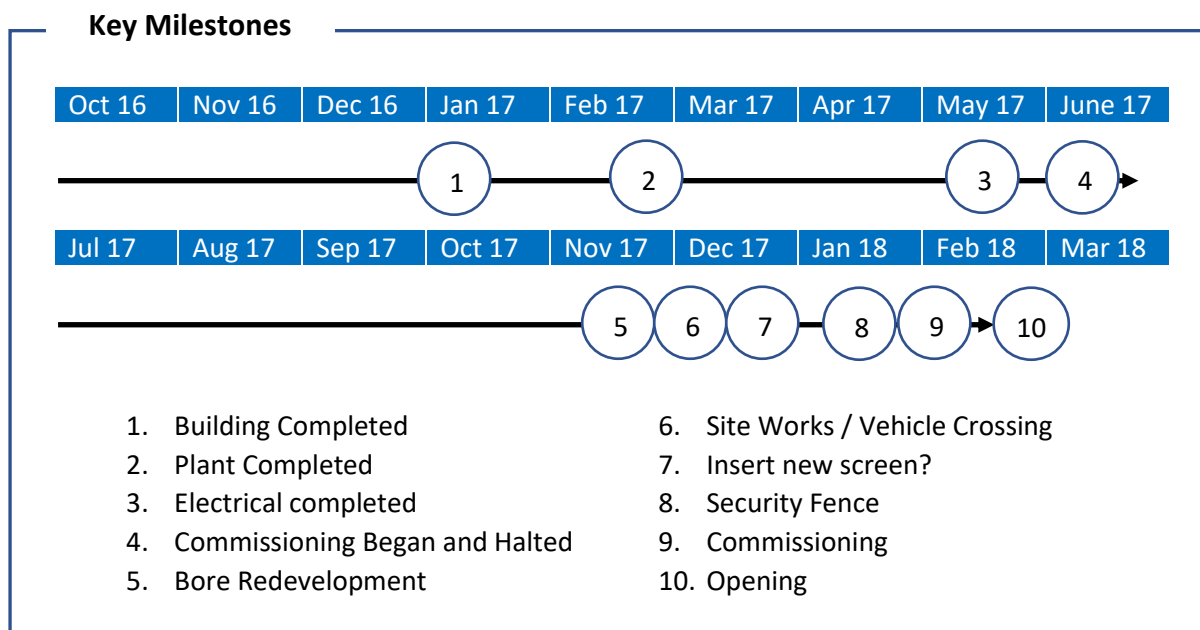 Key Milestones
Oct 16 Nov 16 Dec 16 Jan 17 Feb 17 Mar 17 Apr 17 May 17 June 17
1 2 3 4
Jul 17 Aug 17 Sep 17 Oct 17 Nov 17 Dec 17 Jan 18 Feb 18 Mar 18
5 6 7 8 9 10
1. Building Completed
2. Plant Completed
3. Electrical completed
4. Commissioning Began and Halted
5. Bore Redevelopment
6. Site Works / Vehicle Crossing
7. Insert new screen?
8. Security Fence
9. Commissioning
10. Opening